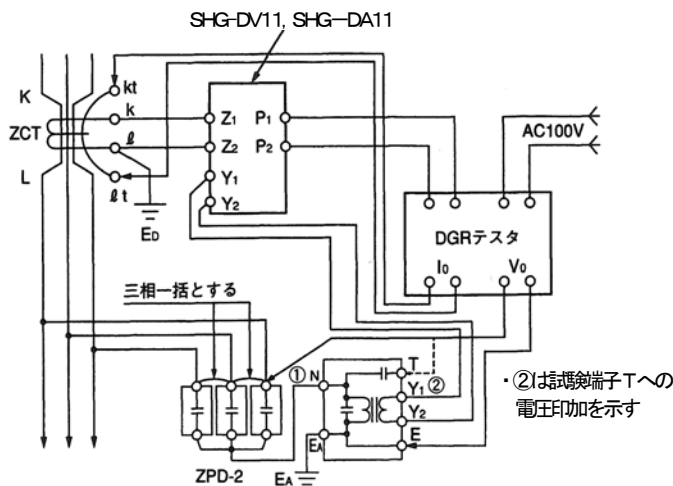 SHG-DV11, SHG-DA11
K
ZCT
L
kt
k
ℓ
ℓt
ED
Z1
Z2
Y1
Y2
P1
P2
AC100V
DGRテスタ
I0
V0
三相一括とする
① N
T
Y1 ②
Y2
E
EA
EA
ZPD-2
・②は試験端子Tへの
電圧印加を示す